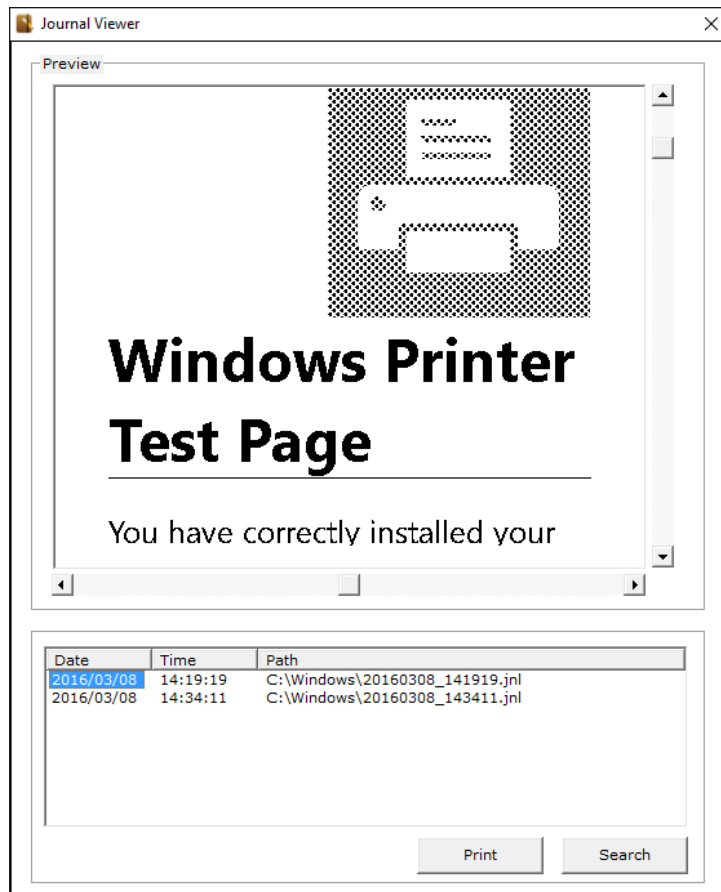 Journal Viewer
Preview
Windows Printer
Test Page
You have correctly installed your
Date Time Path
2016/03/08 14:19:19 C:\Windows\20160308_141919.jnl
2016/03/08 14:34:11 C:\Windows\20160308_143411.jnl
Print Search